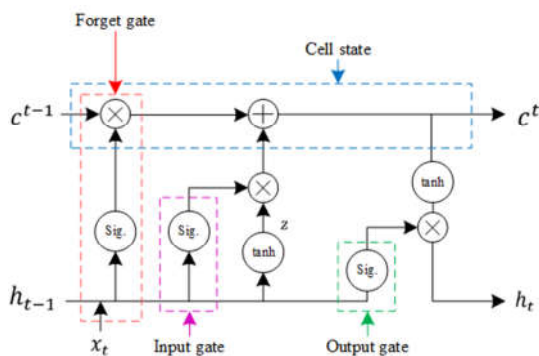 Forget gate
Cell state
c^{t-1} × + c^t
tanh
×
z
Sig. Sig. tanh ×
Sig.
h_{t-1} h_t
x_t Input gate Output gate